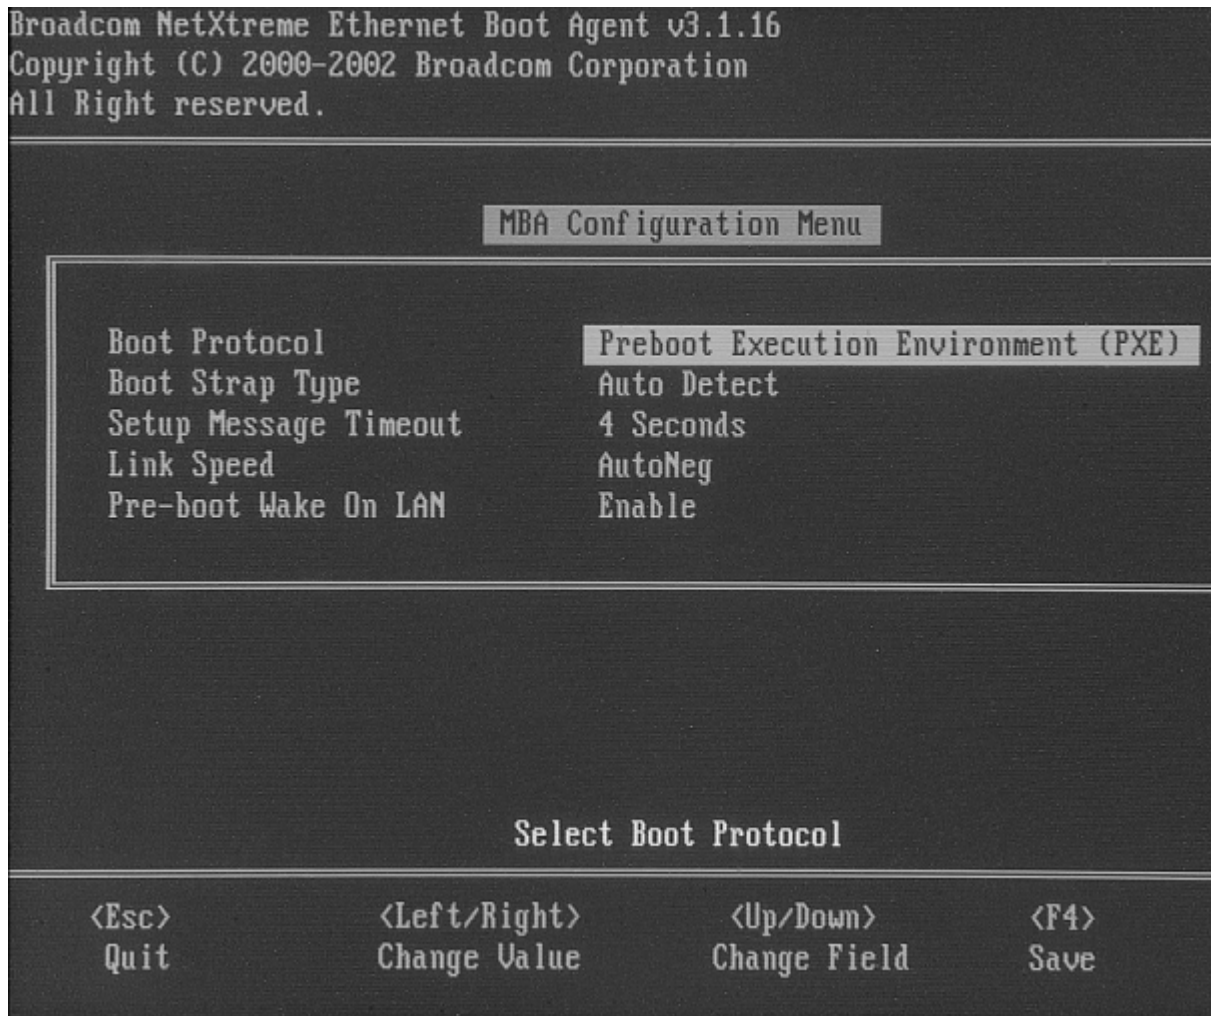 Broadcom NetXtreme Ethernet Boot Agent v3.1.16
Copyright (C) 2000-2002 Broadcom Corporation
All Right reserved.
MBA Configuration Menu
Boot Protocol Preboot Execution Environment (PXE)
Boot Strap Type Auto Detect
Setup Message Timeout 4 Seconds
Link Speed AutoNeg
Pre-boot Wake On LAN Enable
Select Boot Protocol
<Esc> <Left/Right> <Up/Down> <F4>
Quit Change Value Change Field Save